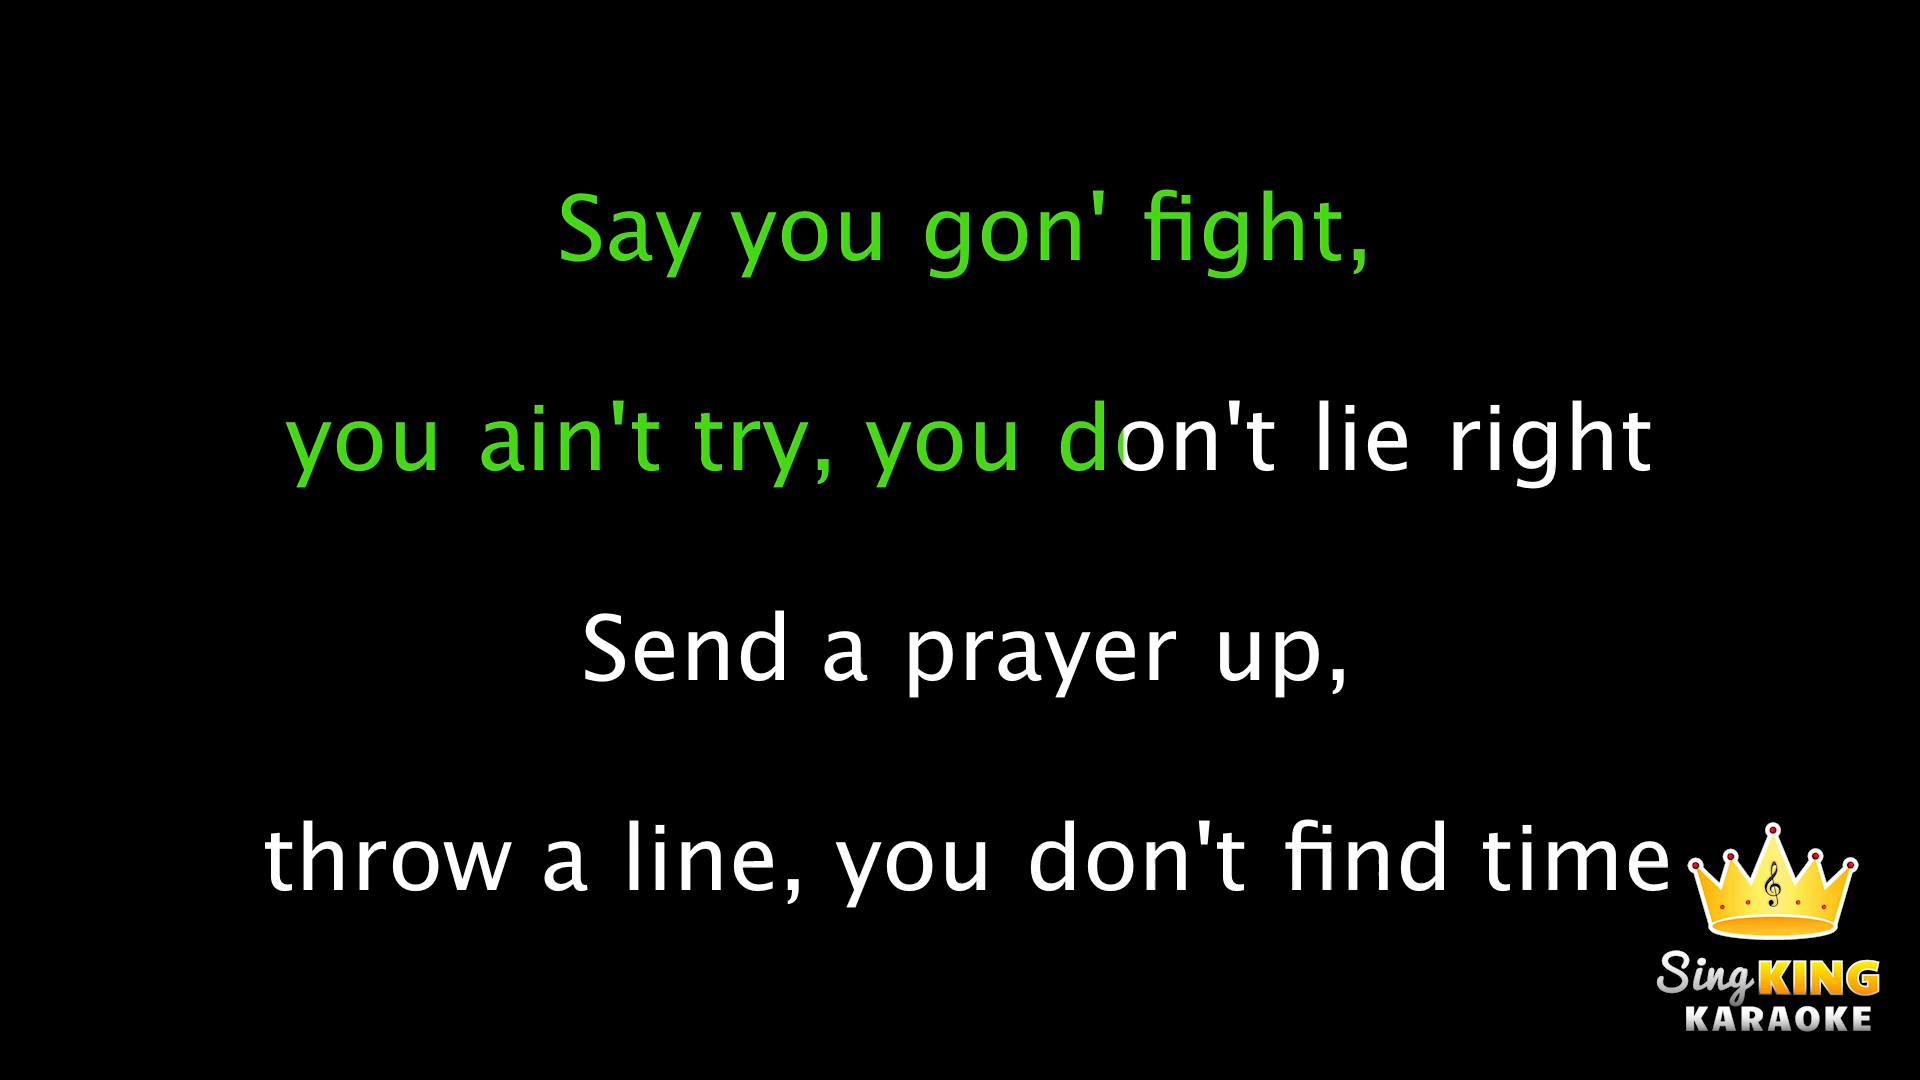 Say you gon' fight,
you ain't try, you don't lie right
Send a prayer up,
throw a line, you don't find time
Sing KING
KARAOKE